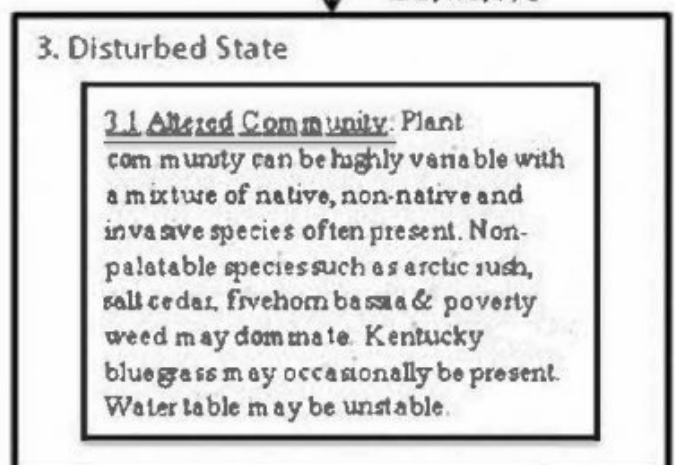 3. Disturbed State
3.1 Altered Community: Plant
community can be highly variable with
a mixture of native, non-native and
invasive species often present. Non-
palatable species such as arctic rush,
salt cedar, fivehorn bassia & poverty
weed may dominate. Kentucky
bluegrass may occasionally be present.
Water table may be unstable.